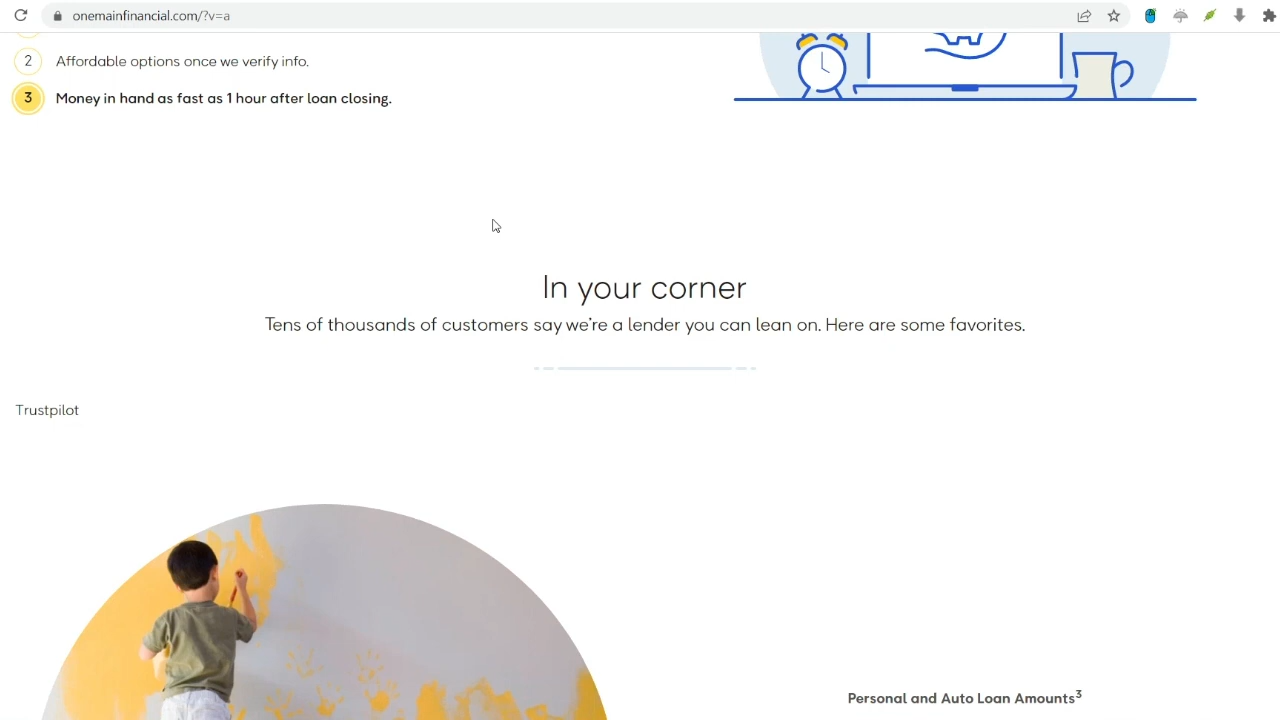 onemainfinancial.com/?v=a
2 Affordable options once we verify info.
3 Money in hand as fast as 1 hour after loan closing.
In your corner
Tens of thousands of customers say we're a lender you can lean on. Here are some favorites.
Trustpilot
Personal and Auto Loan Amounts³